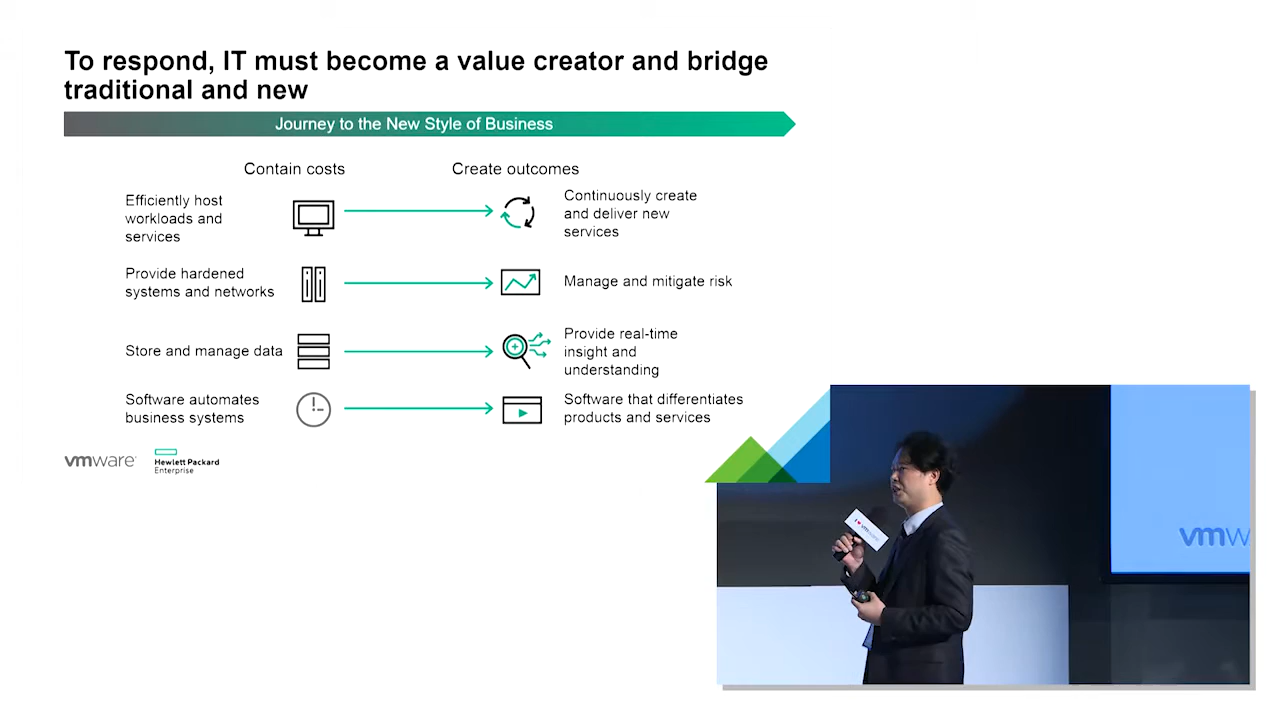 To respond, IT must become a value creator and bridge
traditional and new
Journey to the New Style of Business
Contain costs
Create outcomes
Efficiently host
workloads and
services
Continuously create
and deliver new
services
Provide hardened
systems and networks
Manage and mitigate risk
Store and manage data
Provide real-time
insight and
understanding
Software automates
business systems
Software that differentiates
products and services
vmware
Hewlett Packard
Enterprise
I ♥ vmware
vmw